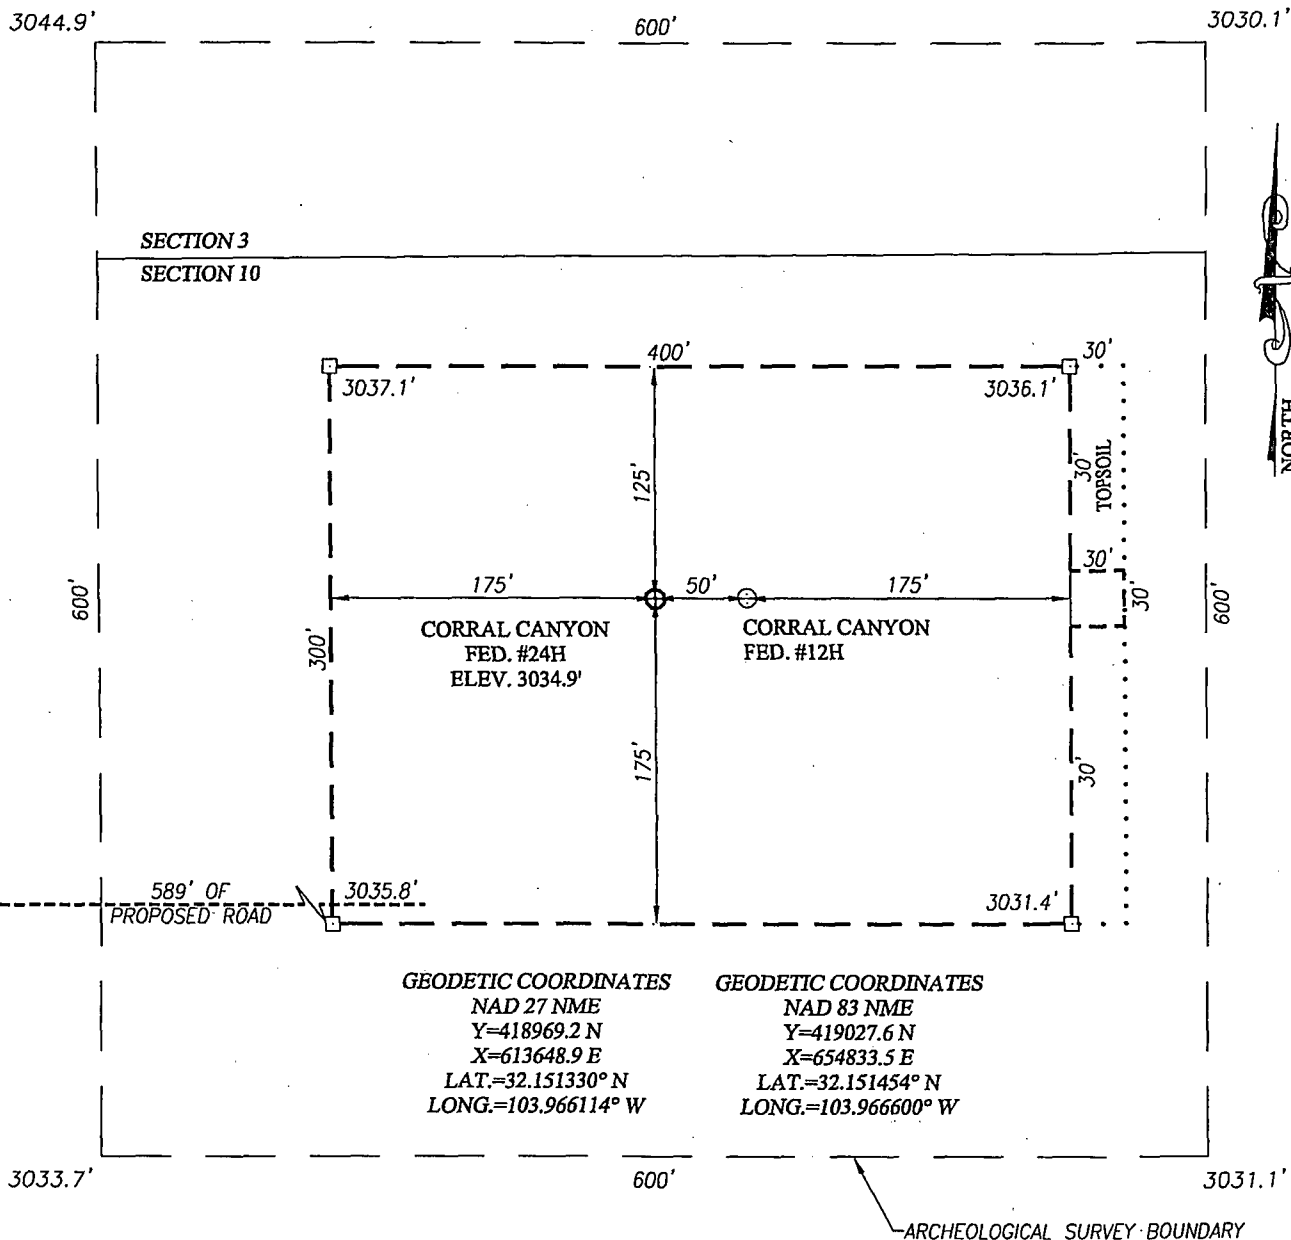 3044.9'
600'
3030.1'
SECTION 3
SECTION 10
NORTH
400'
30'
3037.1'
3036.1'
125'
30'
TOPSOIL
30'
600'
175'
50'
175'
30'
600'
300'
CORRAL CANYON
FED. #24H
ELEV. 3034.9'
CORRAL CANYON
FED. #12H
175'
30'
589' OF
PROPOSED ROAD
3035.8'
3031.4'
GEODETIC COORDINATES
NAD 27 NME
Y=418969.2 N
X=613648.9 E
LAT.=32.151330° N
LONG.=103.966114° W
GEODETIC COORDINATES
NAD 83 NME
Y=419027.6 N
X=654833.5 E
LAT.=32.151454° N
LONG.=103.966600° W
3033.7'
600'
3031.1'
ARCHEOLOGICAL SURVEY BOUNDARY